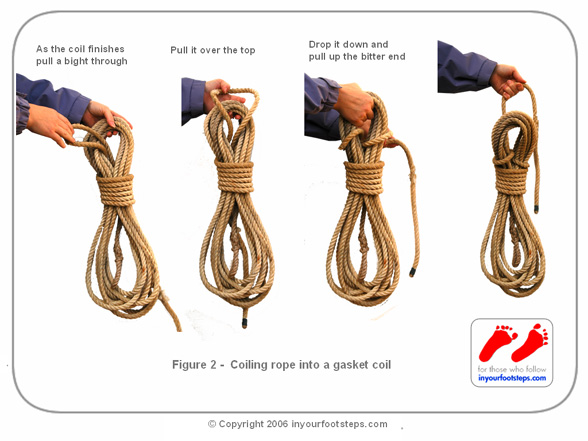 As the coil finishes
pull a bight through
Pull it over the top
Drop it down and
pull up the bitter end
Figure 2 - Coiling rope into a gasket coil
for those who follow
inyourfootsteps.com
© Copyright 2006 inyourfootsteps.com